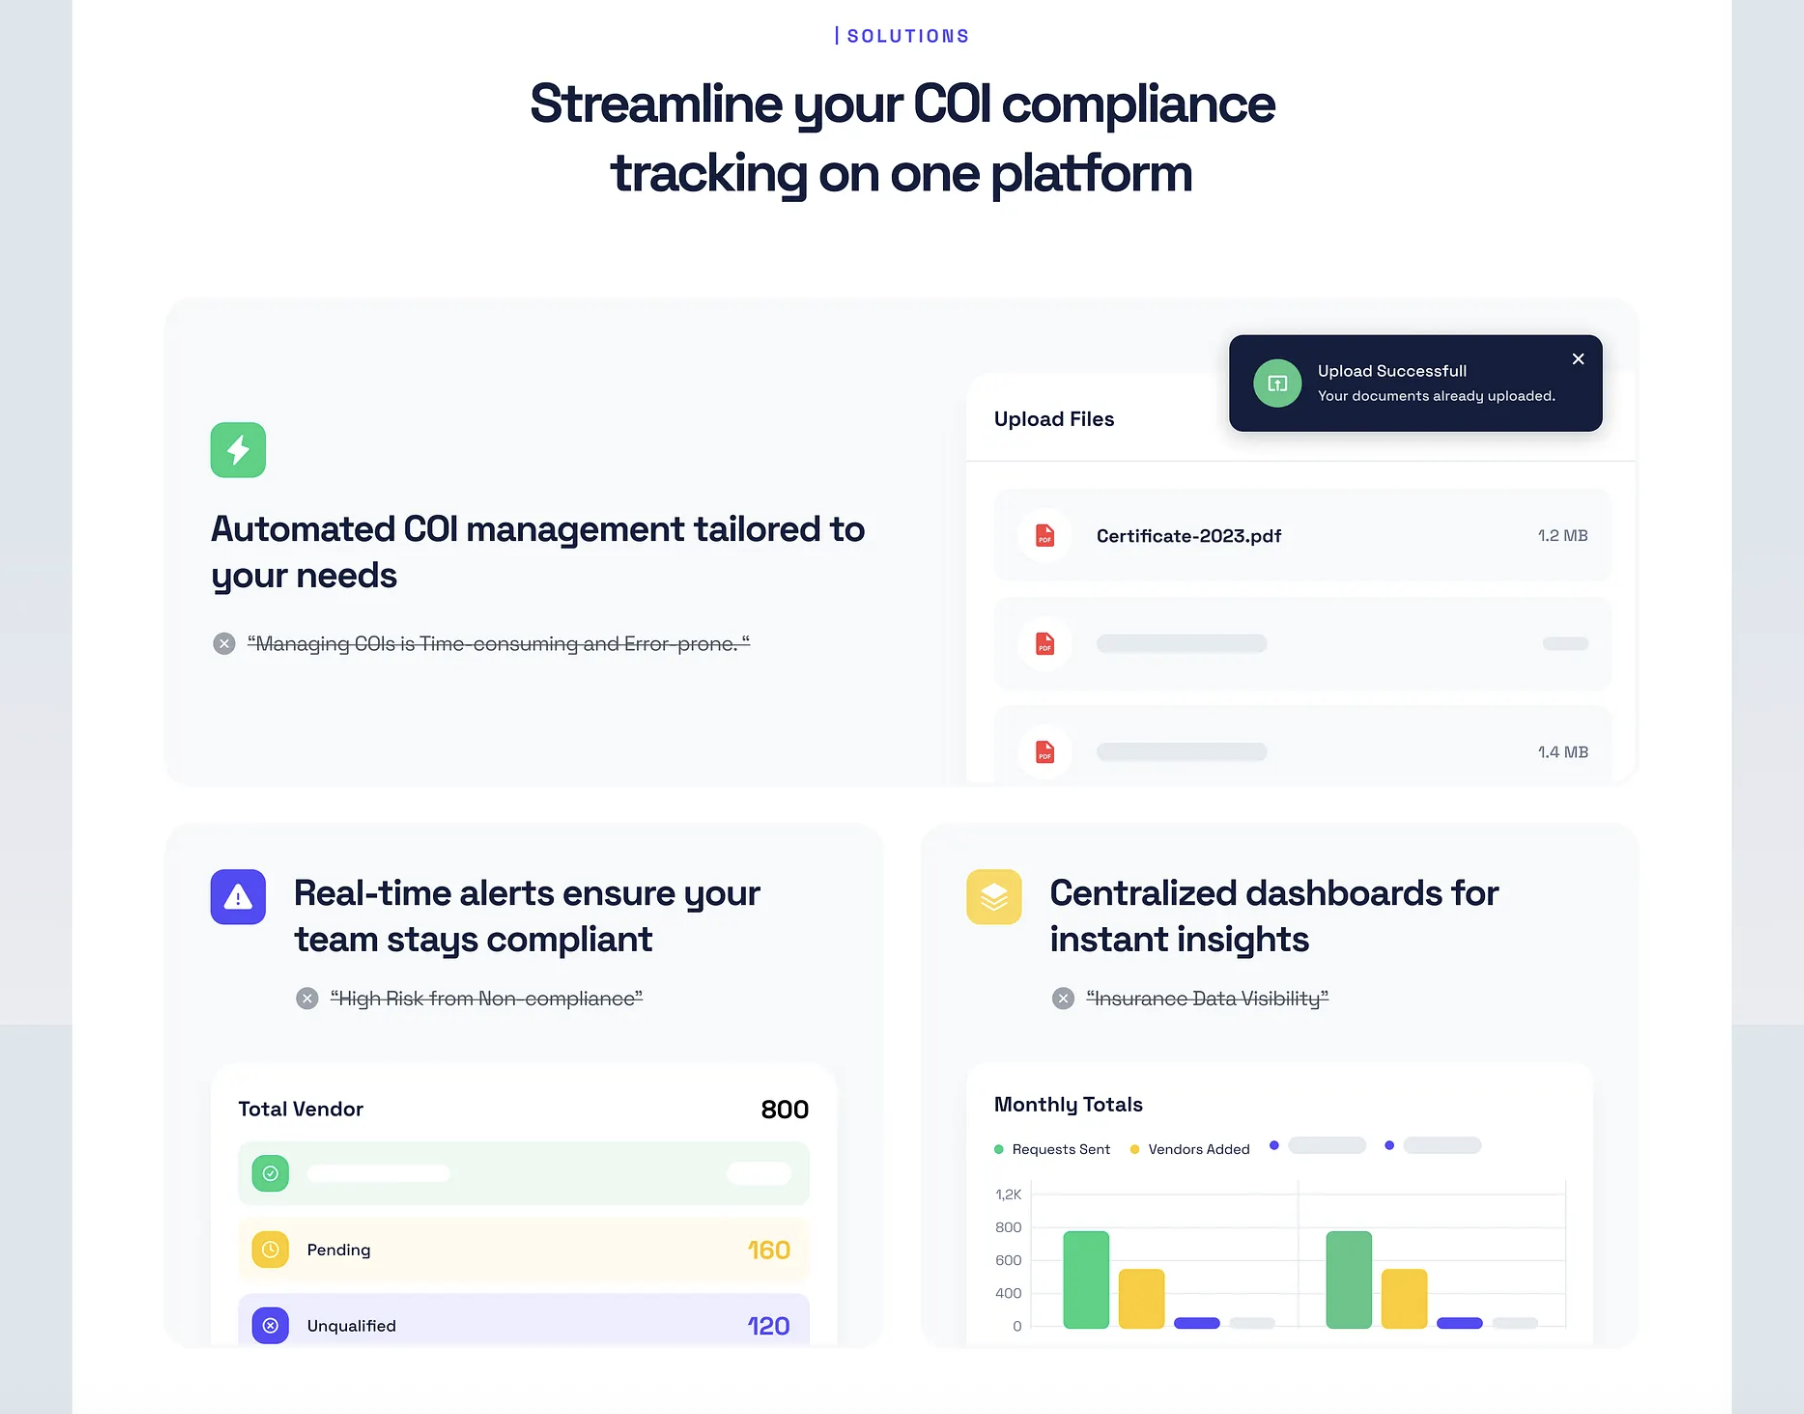 | SOLUTIONS
Streamline your COI compliance
tracking on one platform
Automated COI management tailored to
your needs
“Managing COIs is Time-consuming and Error-prone.“
Upload Files
Upload Successfull
Your documents already uploaded.
PDF
Certificate-2023.pdf
1.2 MB
PDF
PDF
1.4 MB
Real-time alerts ensure your
team stays compliant
“High Risk from Non-compliance”
Total Vendor
800
Pending
160
Unqualified
120
Centralized dashboards for
instant insights
“Insurance Data Visibility”
Monthly Totals
Requests Sent
Vendors Added
1,2K
800
600
400
0